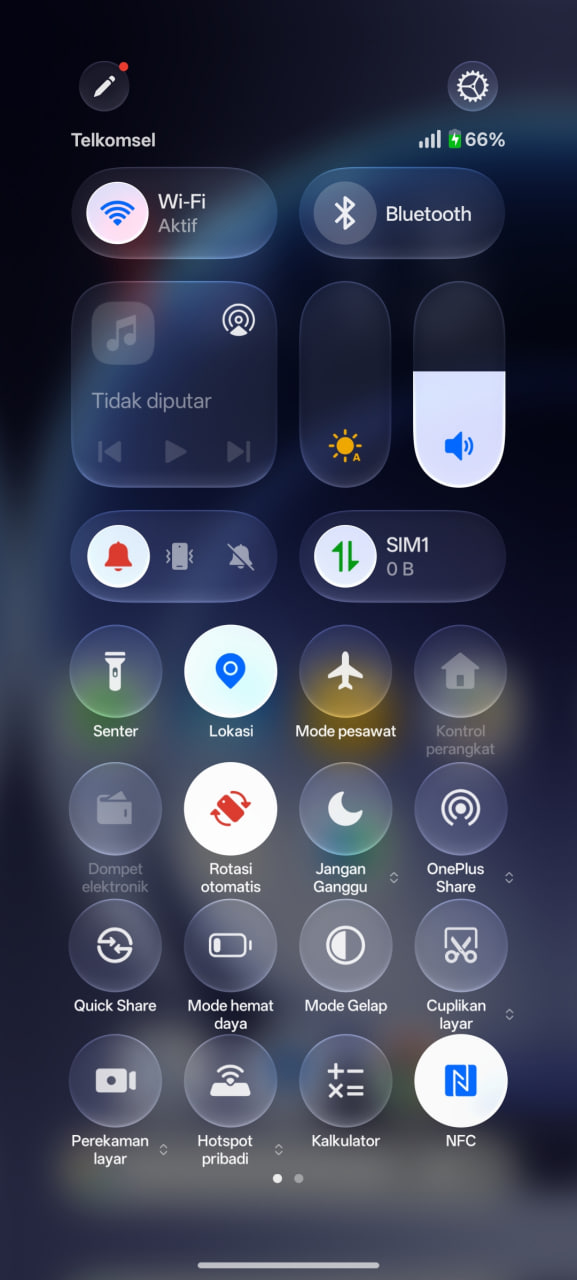 Telkomsel
66%
Wi-Fi
Aktif
Bluetooth
Tidak diputar
A
SIM1
0 B
Senter
Lokasi
Mode pesawat
Kontrol
perangkat
Dompet
elektronik
Rotasi
otomatis
Jangan
Ganggu
OnePlus
Share
Quick Share
Mode hemat
daya
Mode Gelap
Cuplikan
layar
Perekaman
layar
Hotspot
pribadi
Kalkulator
NFC